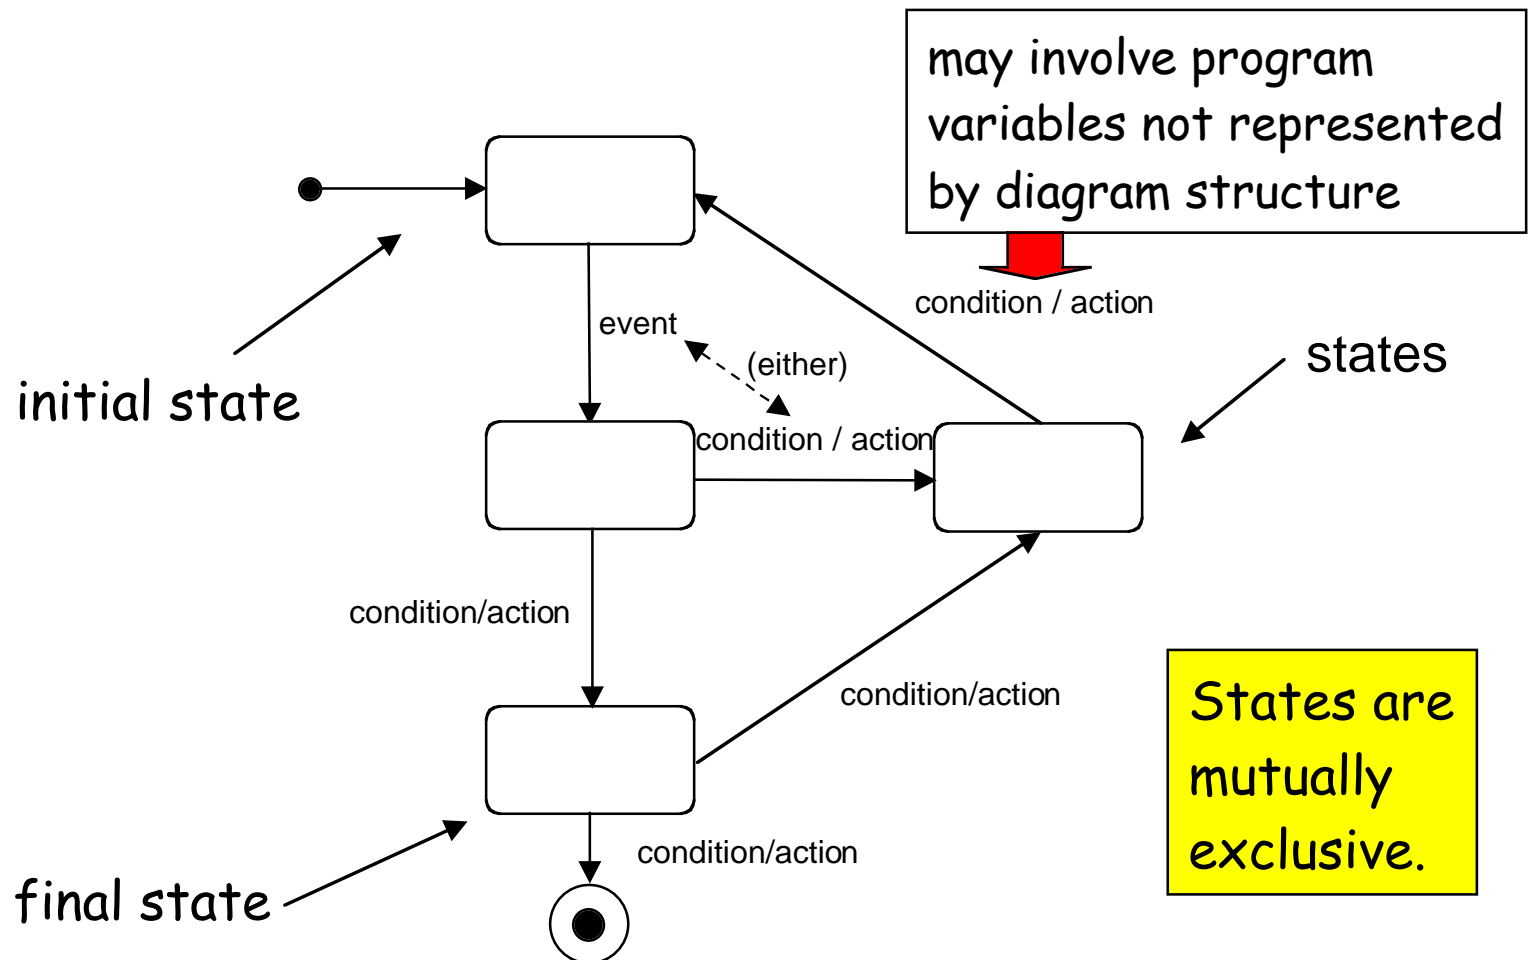 may involve program
variables not represented
by diagram structure
condition / action
event
(either)
states
initial state
condition / action
condition/action
condition/action
States are
mutually
exclusive.
condition/action
final state